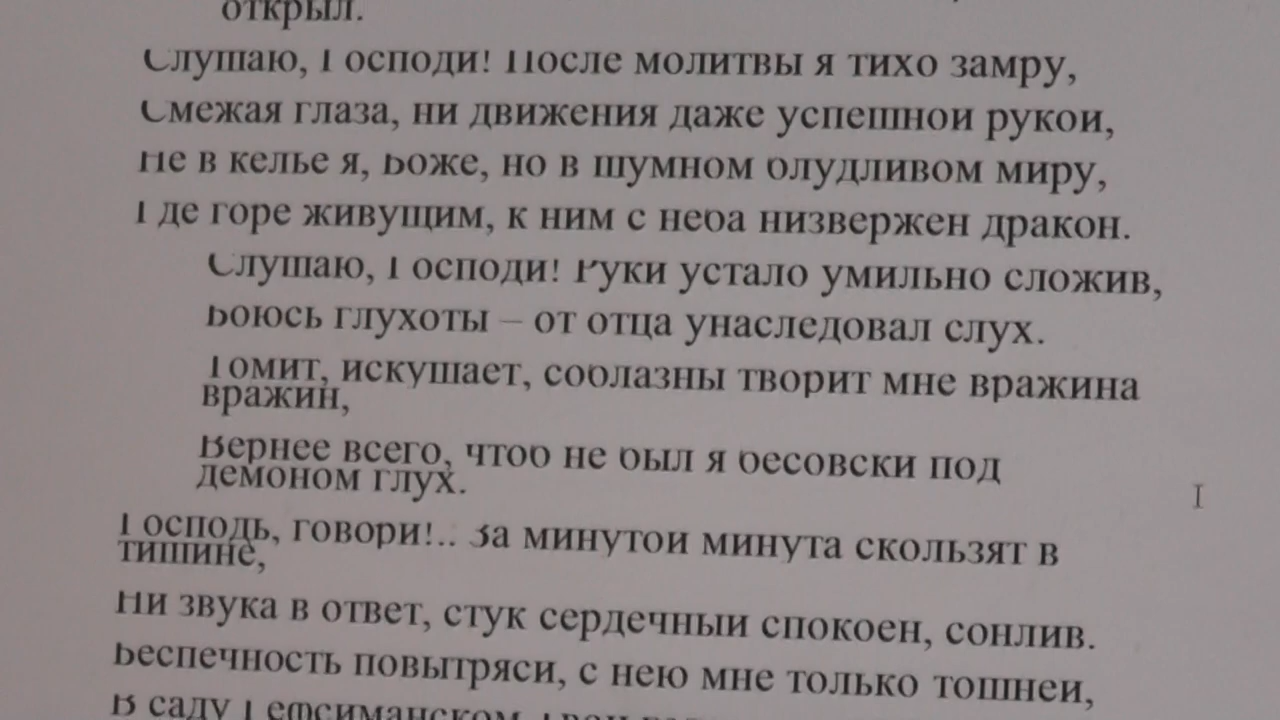 открыл.
Слушаю, Господи! После молитвы я тихо замру,
Смежая глаза, ни движения даже успешной рукой,
Не в келье я, Боже, но в шумном блудливом миру,
Где горе живущим, к ним с неба низвержен дракон.
Слушаю, Господи! Руки устало умильно сложив,
Боюсь глухоты – от отца унаследовал слух.
Томит, искушает, соблазны творит мне вражина
вражин,
Вернее всего, чтоб не был я бесовски под
демоном глух.
Господь, говори!.. За минутой минута скользят в
тишине,
Ни звука в ответ, стук сердечный спокоен, сонлив.
Беспечность повытряси, с нею мне только тошней,
В саду Гефсиманском